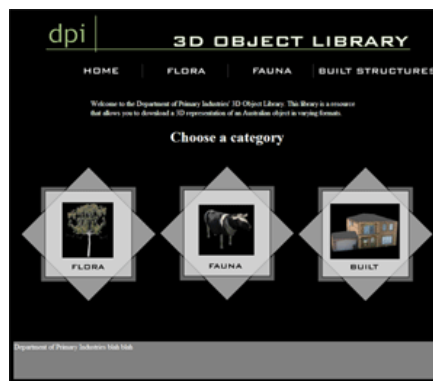 dpi
3D OBJECT LIBRARY
HOME FLORA FAUNA BUILT STRUCTURES
Welcome to the Department of Primary Industries' 3D Object Library. This library is a resource
that allows you to download a 3D representation of an Australian object in varying formats.
Choose a category
FLORA FAUNA BUILT
Department of Primary Industries blah blah